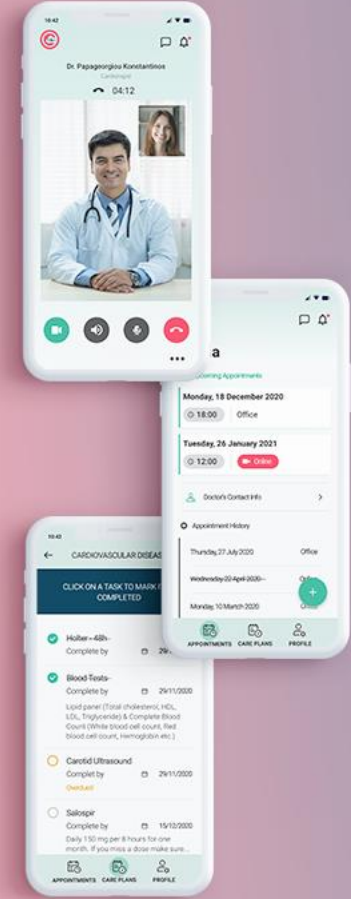 10:42
Dr. Papageorgiou Konstantinos
Cardiologist
04:12
a
Upcoming Appointments
Monday, 18 December 2020
18:00 Office
Tuesday, 26 January 2021
12:00 Online
Doctor's Contact Info
Appointment History
Thursday, 27 July 2020 Office
Wednesday 22 April 2020
Monday, 10 March 2020
APPOINTMENTS CARE PLANS PROFILE
10:42
CARDIOVASCULAR DISEAS
CLICK ON A TASK TO MARK
COMPLETED
Holter - 48h
Complete by 29/
Blood Tests
Complete by 29/11/2020
Lipid panel (Total cholesterol, HDL,
LDL, Triglyceride) & Complete Blood
Count (White blood cell count, Red
blood cell count, Hemoglobin etc.)
Carotid Ultrasound
Complet by 29/11/2020
Overdued
Salospir
Complete by 15/12/2020
Daily 150 mg per 8 hours for one
month. If you miss a dose make sure...
APPOINTMENTS CARE PLANS PROFILE